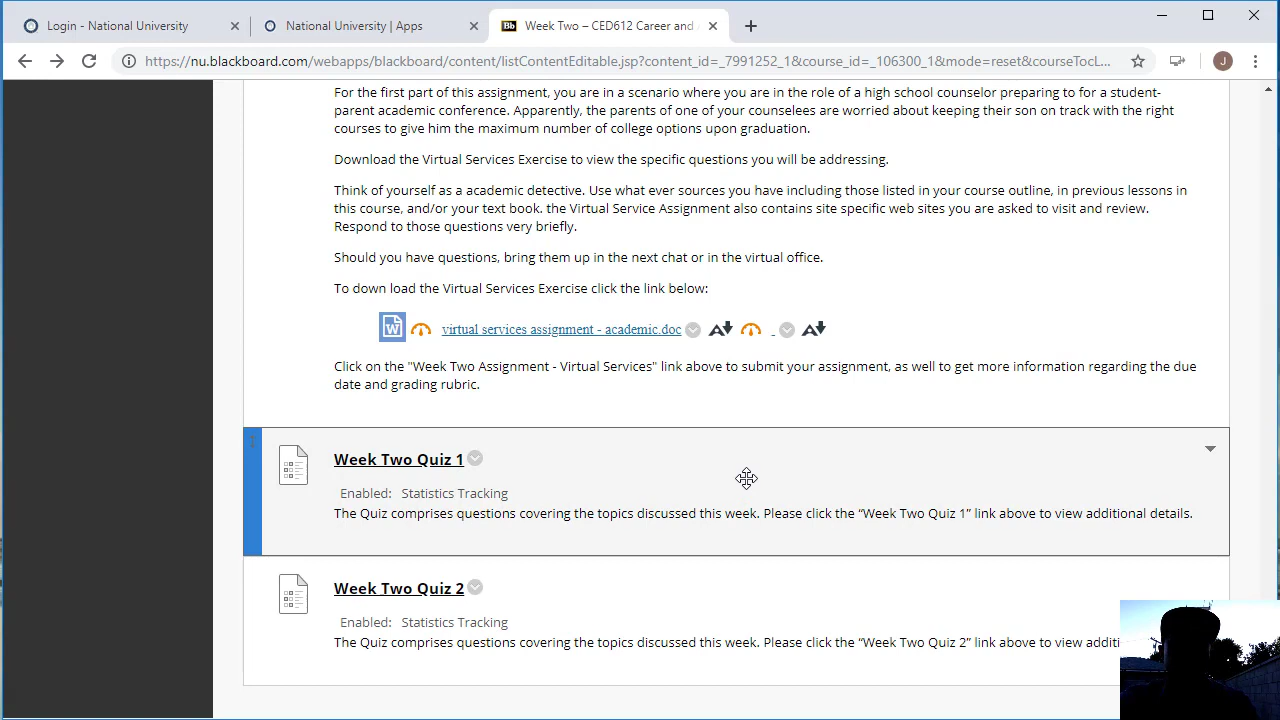 Login - National University
National University | Apps
Bb
Week Two – CED612 Career and
https://nu.blackboard.com/webapps/blackboard/content/listContentEditable.jsp?content_id=_7991252_1&course_id=_106300_1&mode=reset&courseTocL...
J
For the first part of this assignment, you are in a scenario where you are in the role of a high school counselor preparing to for a student-
parent academic conference. Apparently, the parents of one of your counselees are worried about keeping their son on track with the right
courses to give him the maximum number of college options upon graduation.
Download the Virtual Services Exercise to view the specific questions you will be addressing.
Think of yourself as a academic detective. Use what ever sources you have including those listed in your course outline, in previous lessons in
this course, and/or your text book. the Virtual Service Assignment also contains site specific web sites you are asked to visit and review.
Respond to those questions very briefly.
Should you have questions, bring them up in the next chat or in the virtual office.
To down load the Virtual Services Exercise click the link below:
W
virtual services assignment - academic.doc
A
A
Click on the "Week Two Assignment - Virtual Services" link above to submit your assignment, as well to get more information regarding the due
date and grading rubric.
Week Two Quiz 1
Enabled: Statistics Tracking
The Quiz comprises questions covering the topics discussed this week. Please click the “Week Two Quiz 1” link above to view additional details.
Week Two Quiz 2
Enabled: Statistics Tracking
The Quiz comprises questions covering the topics discussed this week. Please click the “Week Two Quiz 2” link above to view additi